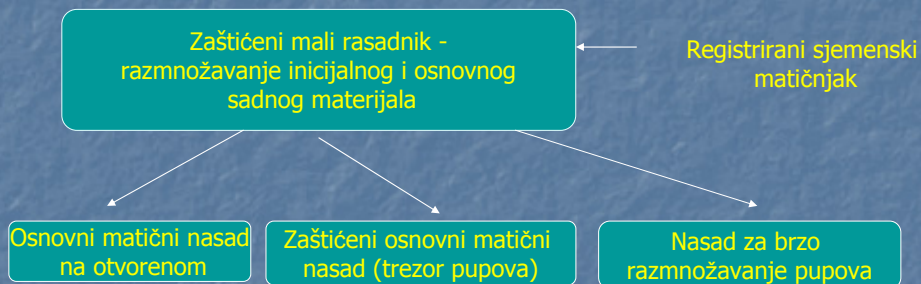 Zaštićeni mali rasadnik -
razmnožavanje inicijalnog i osnovnog
sadnog materijala
Registrirani sjemenski
matičnjak
Osnovni matični nasad
na otvorenom
Zaštićeni osnovni matični
nasad (trezor pupova)
Nasad za brzo
razmnožavanje pupova